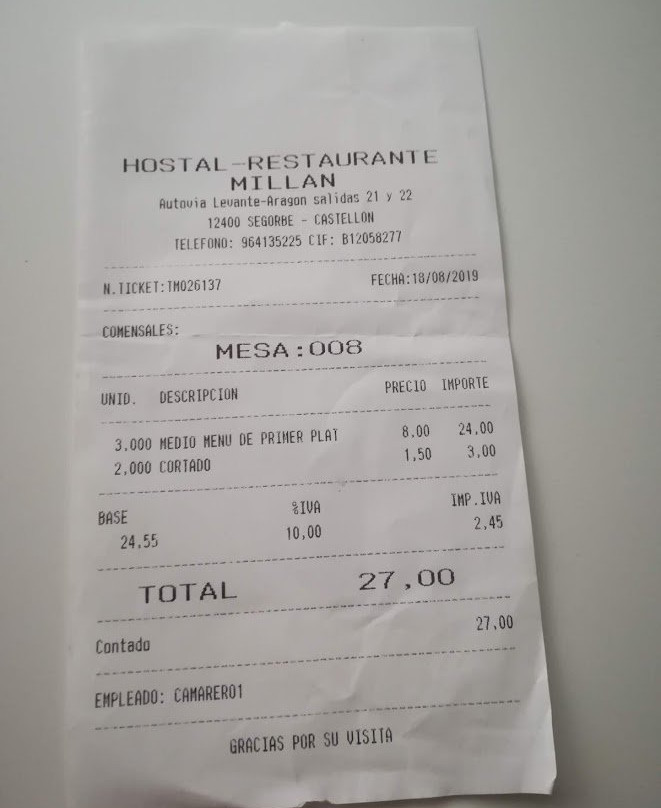 HOSTAL-RESTAURANTE
MILLAN
Autovia Levante-Aragon salidas 21 y 22
12400 SEGORBE - CASTELLON
TELEFONO: 964135225 CIF: B12058277
N.TICKET:TM026137 FECHA:18/08/2019
COMENSALES:
MESA:008
UNID. DESCRIPCION PRECIO IMPORTE
3,000 MEDIO MENU DE PRIMER PLAT 8,00 24,00
2,000 CORTADO 1,50 3,00
BASE %IVA IMP.IVA
24,55 10,00 2,45
TOTAL 27,00
Contado 27,00
EMPLEADO: CAMARERO1
GRACIAS POR SU VISITA